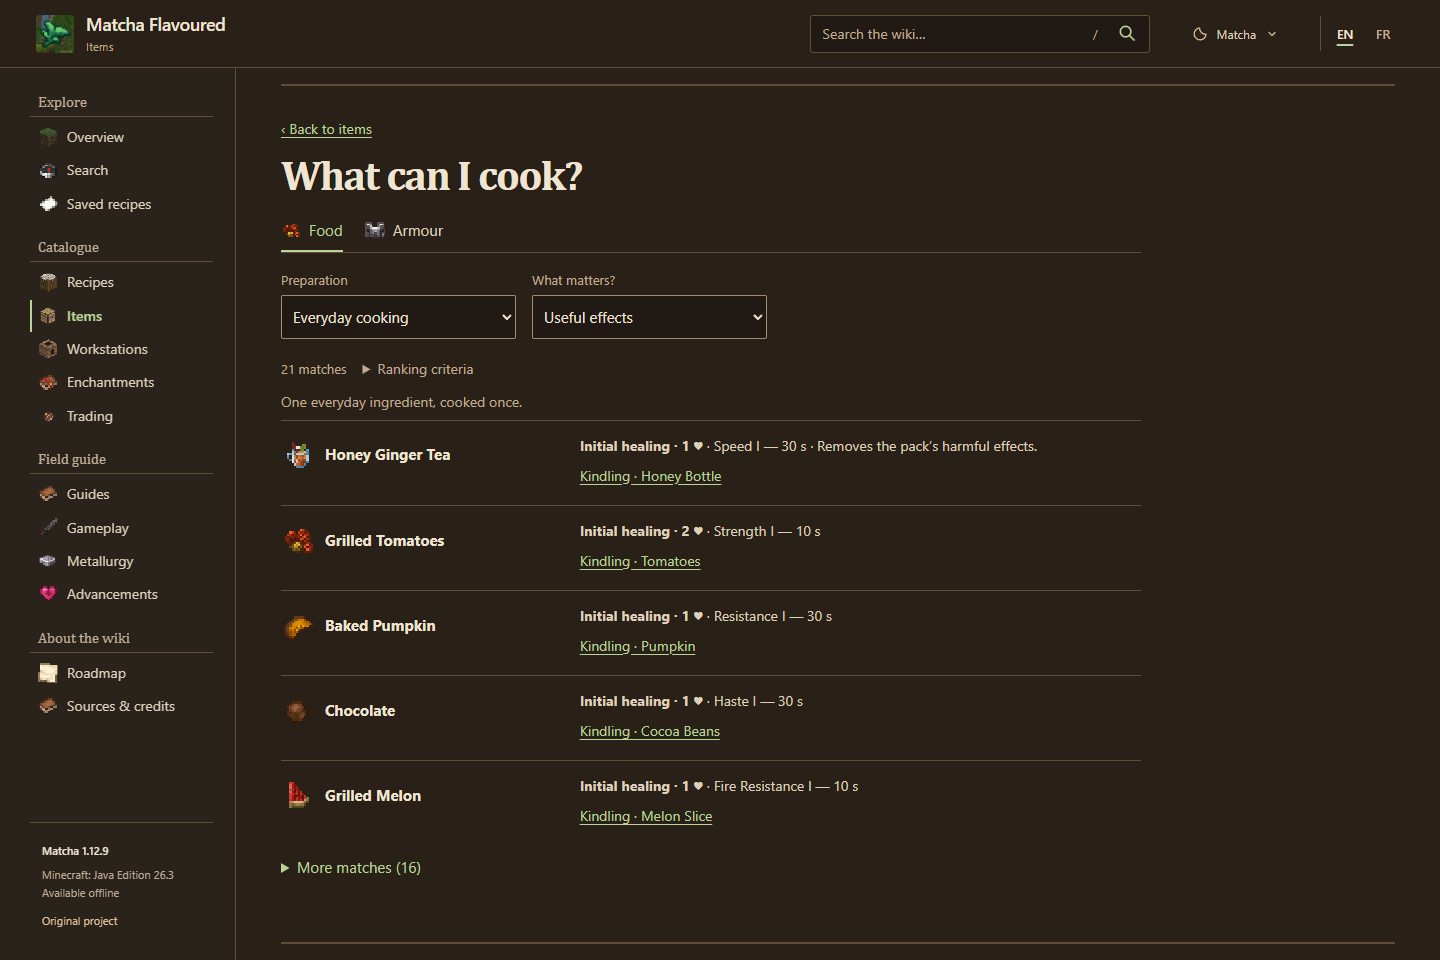 Matcha Flavoured
Items
Search the wiki...
/
Matcha
EN
FR
Explore
Overview
Search
Saved recipes
Catalogue
Recipes
Items
Workstations
Enchantments
Trading
Field guide
Guides
Gameplay
Metallurgy
Advancements
About the wiki
Roadmap
Sources & credits
Matcha 1.12.9
Minecraft: Java Edition 26.3
Available offline
Original project
‹ Back to items
What can I cook?
Food
Armour
Preparation
What matters?
Everyday cooking
Useful effects
21 matches
▶ Ranking criteria
One everyday ingredient, cooked once.
Honey Ginger Tea
Initial healing · 1 ♥ · Speed I — 30 s · Removes the pack’s harmful effects.
Kindling · Honey Bottle
Grilled Tomatoes
Initial healing · 2 ♥ · Strength I — 10 s
Kindling · Tomatoes
Baked Pumpkin
Initial healing · 1 ♥ · Resistance I — 30 s
Kindling · Pumpkin
Chocolate
Initial healing · 1 ♥ · Haste I — 30 s
Kindling · Cocoa Beans
Grilled Melon
Initial healing · 1 ♥ · Fire Resistance I — 10 s
Kindling · Melon Slice
▶ More matches (16)